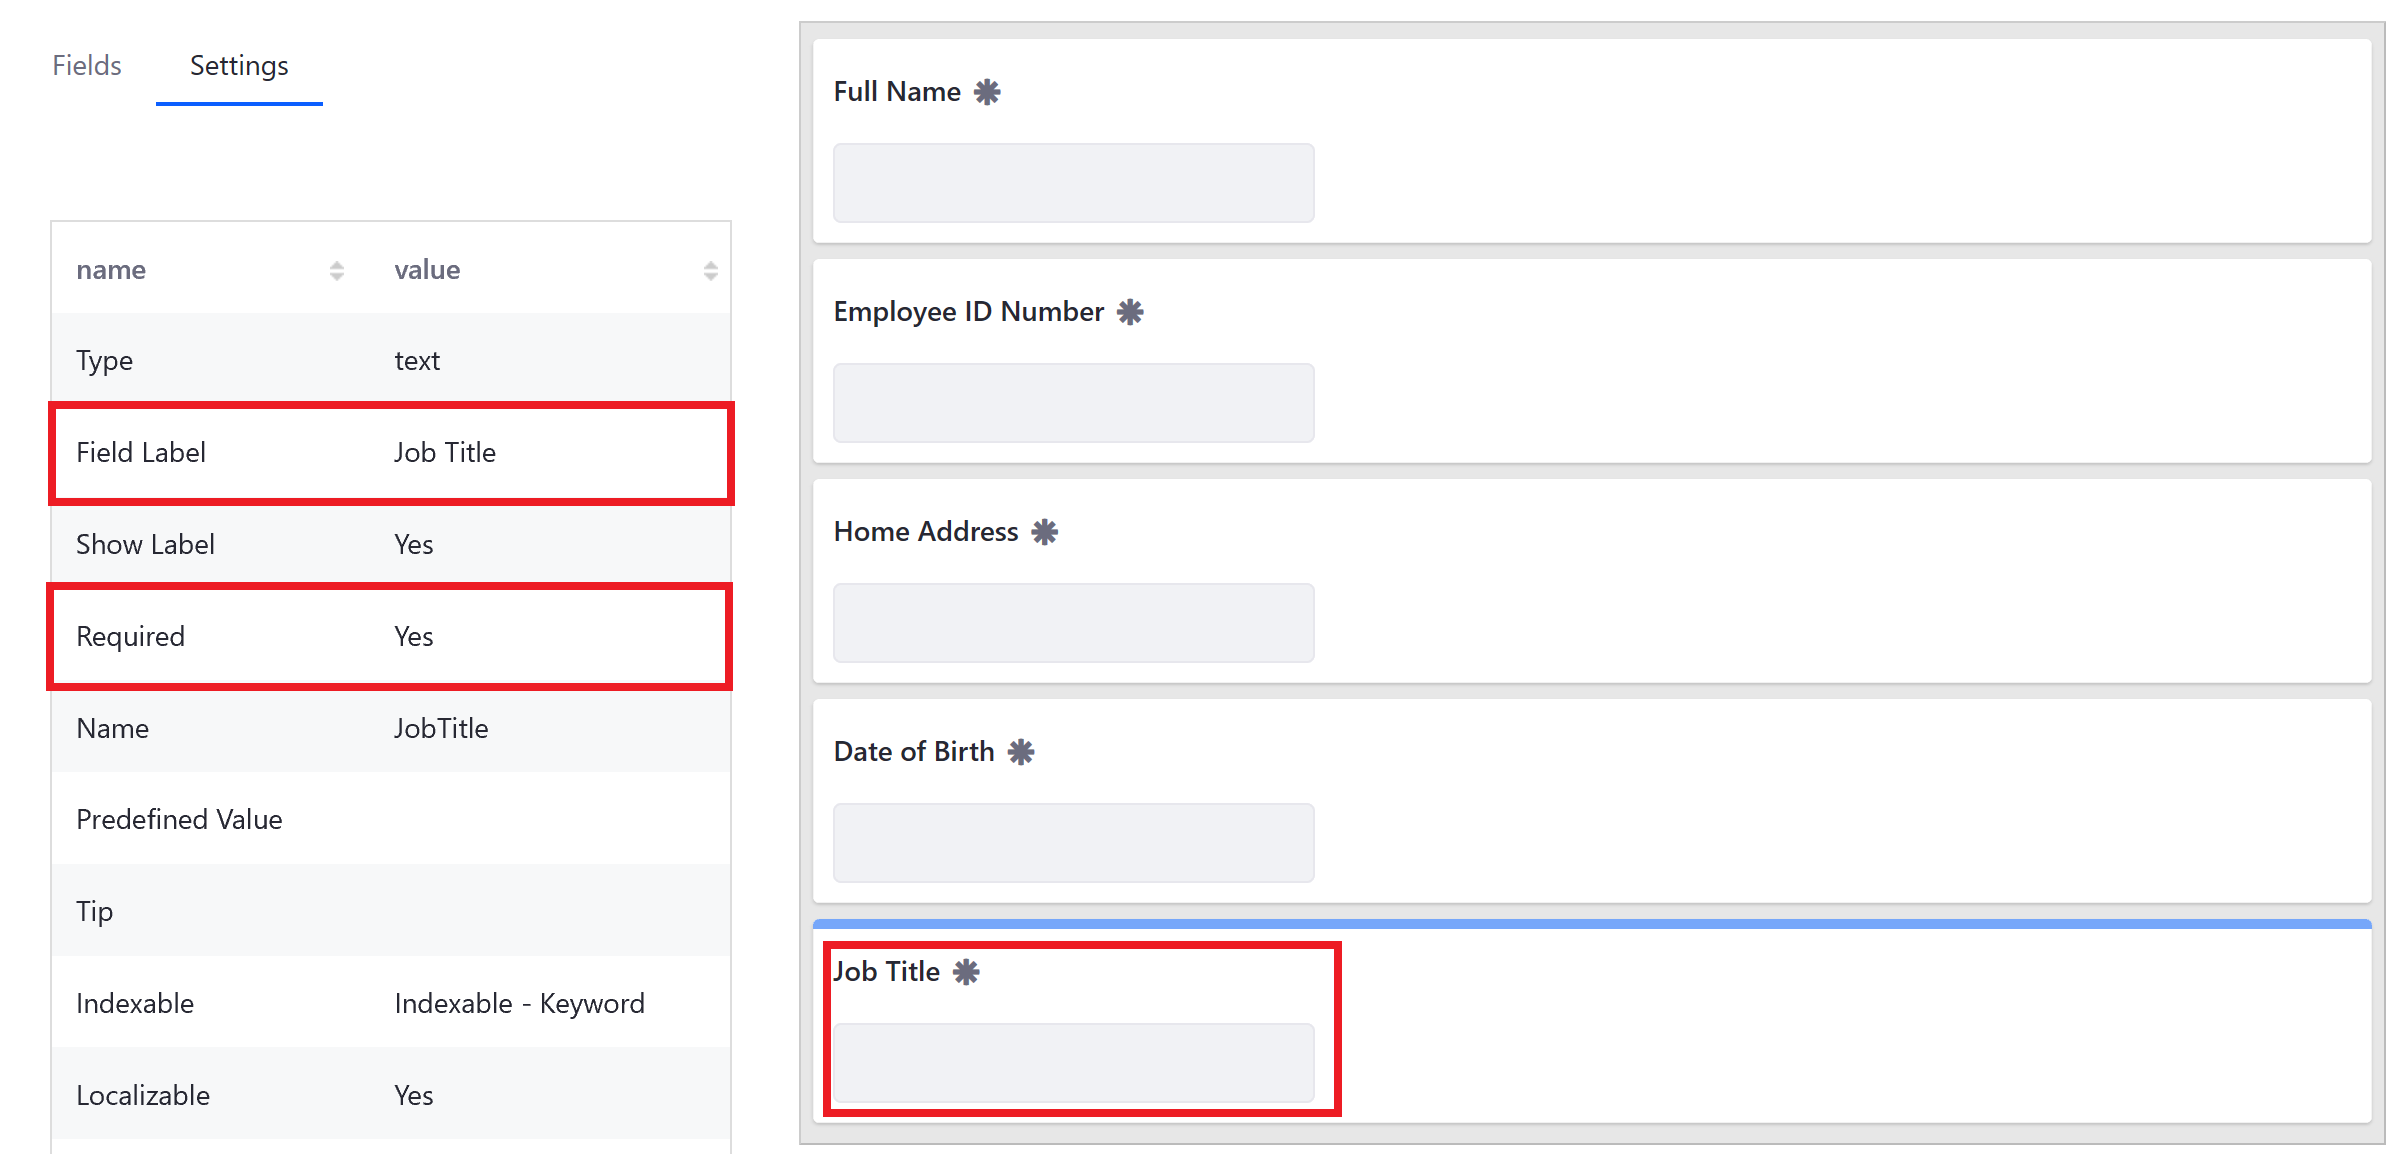 Fields Settings
name value
Type text
Field Label Job Title
Show Label Yes
Required Yes
Name JobTitle
Predefined Value
Tip
Indexable Indexable - Keyword
Localizable Yes
Full Name *
Employee ID Number *
Home Address *
Date of Birth *
Job Title *